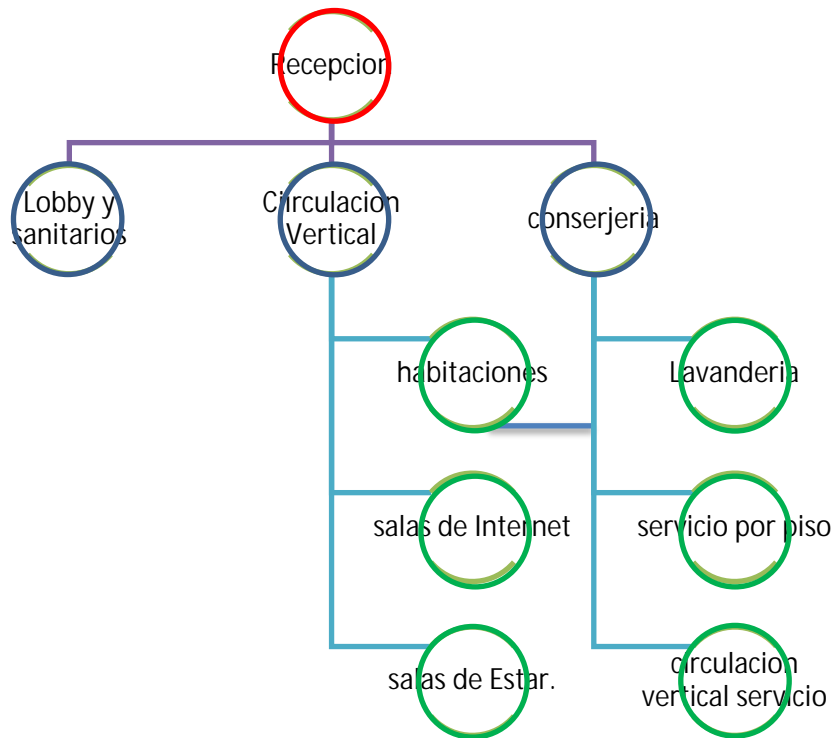 Recepcion
Lobby y
sanitarios
Ciirculacion
Vertical
conserjeria
habitaciones
Lavanderia
salas de Internet
servicio por piso
salas de Estar.
circulacion
vertical servicio